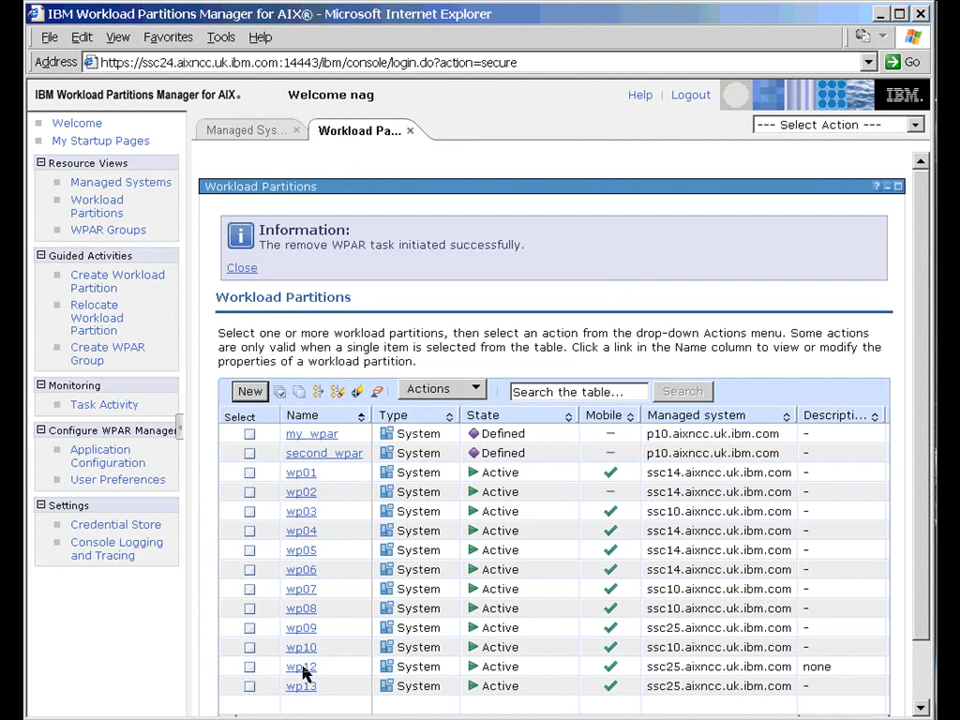 IBM Workload Partitions Manager for AIX® - Microsoft Internet Explorer
File Edit View Favorites Tools Help
Address https://ssc24.aixncc.uk.ibm.com:14443/ibm/console/login.do?action=secure Go
IBM Workload Partitions Manager for AIX® Welcome nag Help Logout IBM.
Managed Sys... Workload Pa... --- Select Action ---
Welcome
My Startup Pages
Resource Views
Managed Systems
Workload
Partitions
WPAR Groups
Guided Activities
Create Workload
Partition
Relocate
Workload
Partition
Create WPAR
Group
Monitoring
Task Activity
Configure WPAR Manager
Application
Configuration
User Preferences
Settings
Credential Store
Console Logging
and Tracing
Workload Partitions ?
Information:
The remove WPAR task initiated successfully.
Close
Workload Partitions
Select one or more workload partitions, then select an action from the drop-down Actions menu. Some actions
are only valid when a single item is selected from the table. Click a link in the Name column to view or modify the
properties of a workload partition.
New Actions Search the table... Search
Select Name Type State Mobile Managed system Descripti...
my_wpar System Defined — p10.aixncc.uk.ibm.com -
second_wpar System Defined — p10.aixncc.uk.ibm.com -
wp01 System Active ssc14.aixncc.uk.ibm.com -
wp02 System Active — ssc14.aixncc.uk.ibm.com -
wp03 System Active ssc10.aixncc.uk.ibm.com -
wp04 System Active ssc14.aixncc.uk.ibm.com -
wp05 System Active ssc14.aixncc.uk.ibm.com -
wp06 System Active ssc14.aixncc.uk.ibm.com -
wp07 System Active ssc10.aixncc.uk.ibm.com -
wp08 System Active ssc10.aixncc.uk.ibm.com -
wp09 System Active ssc25.aixncc.uk.ibm.com -
wp10 System Active ssc10.aixncc.uk.ibm.com -
wp12 System Active ssc25.aixncc.uk.ibm.com none
wp13 System Active ssc25.aixncc.uk.ibm.com -